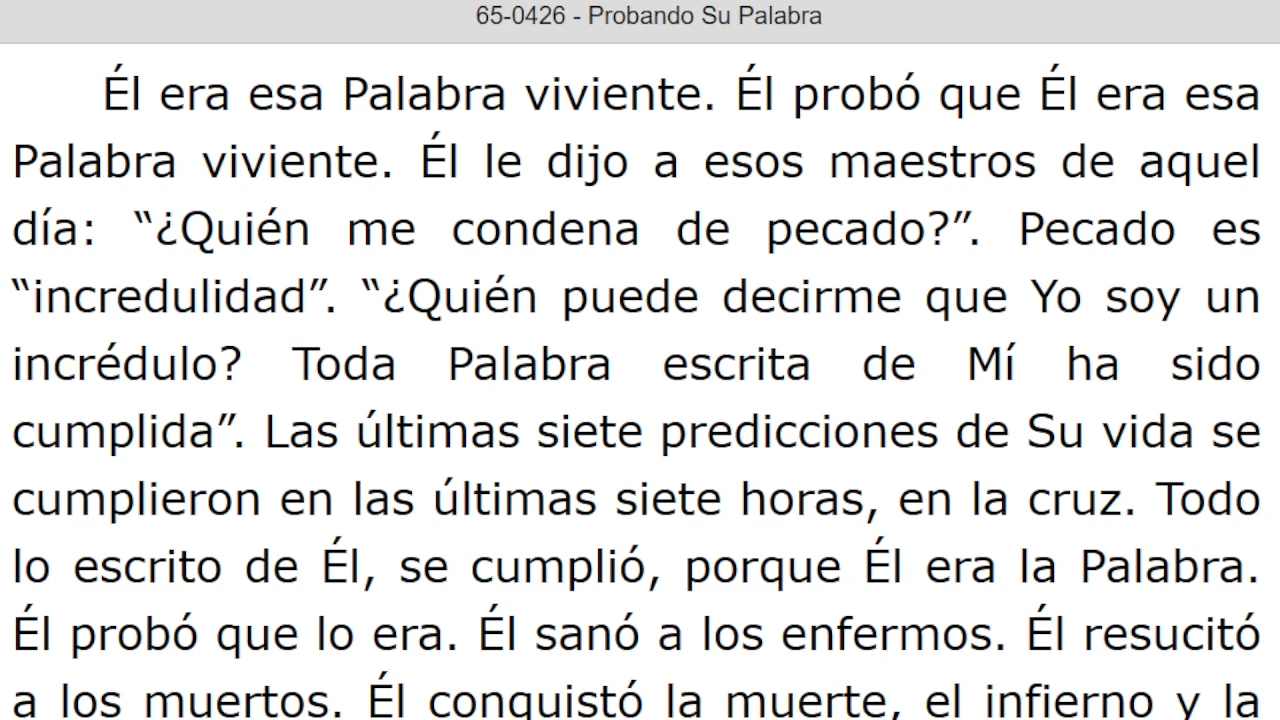 65-0426 - Probando Su Palabra
Él era esa Palabra viviente. Él probó que Él era esa
Palabra viviente. Él le dijo a esos maestros de aquel
día: “¿Quién me condena de pecado?”. Pecado es
“incredulidad”. “¿Quién puede decirme que Yo soy un
incrédulo? Toda Palabra escrita de Mí ha sido
cumplida”. Las últimas siete predicciones de Su vida se
cumplieron en las últimas siete horas, en la cruz. Todo
lo escrito de Él, se cumplió, porque Él era la Palabra.
Él probó que lo era. Él sanó a los enfermos. Él resucitó
a los muertos. Él conquistó la muerte, el infierno y la